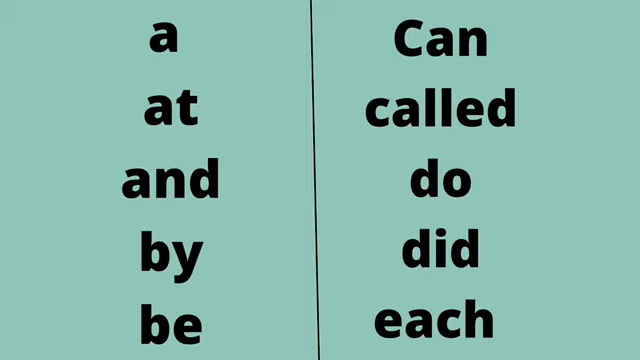 a
at
and
by
be
Can
called
do
did
each